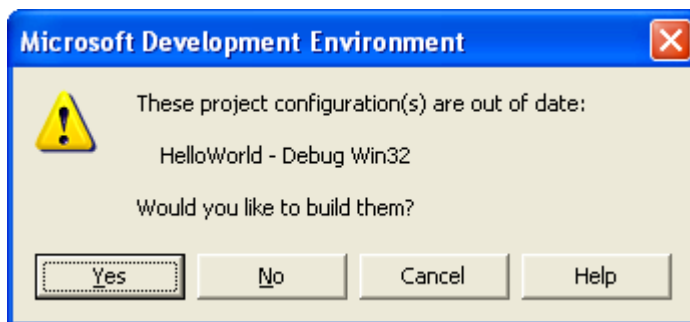 Microsoft Development Environment
These project configuration(s) are out of date:
HelloWorld - Debug Win32
Would you like to build them?
Yes No Cancel Help